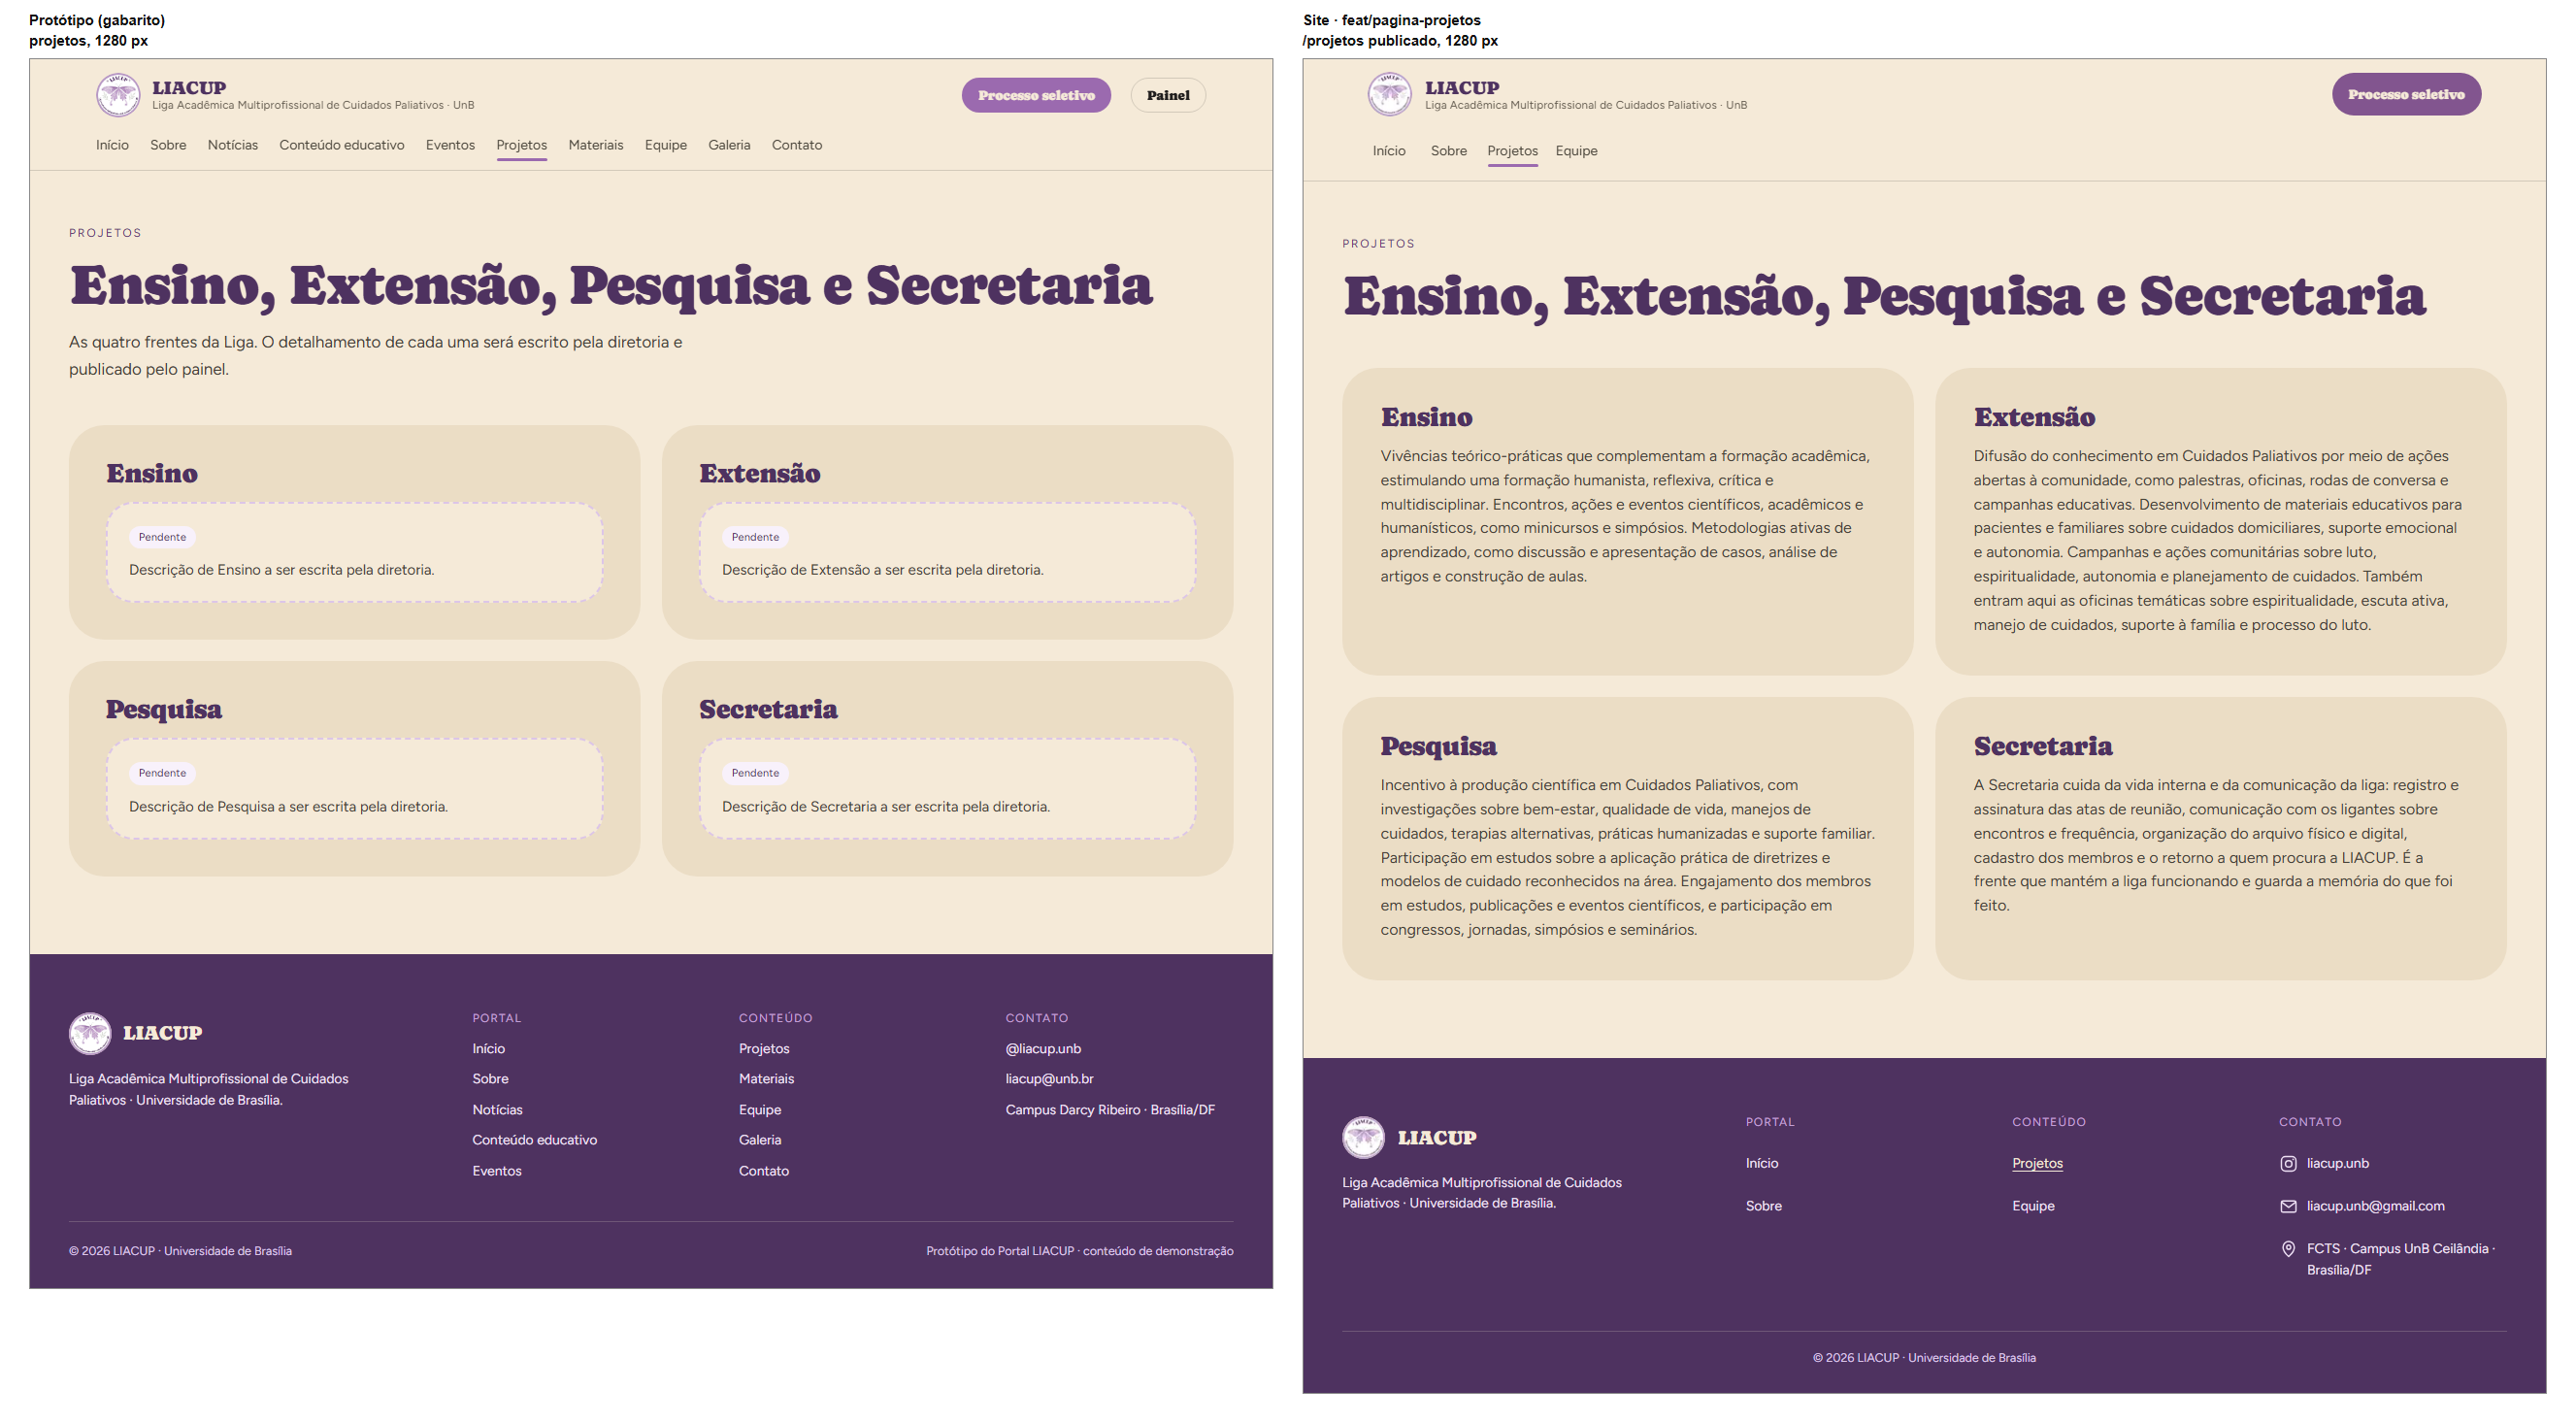 Protótipo (gabarito)
projetos, 1280 px
LIACUP
LIACUP
Liga Acadêmica Multiprofissional de Cuidados Paliativos · UnB
Processo seletivo
Painel
Início
Sobre
Notícias
Conteúdo educativo
Eventos
Projetos
Materiais
Equipe
Galeria
Contato
PROJETOS
Ensino, Extensão, Pesquisa e Secretaria
As quatro frentes da Liga. O detalhamento de cada uma será escrito pela diretoria e
publicado pelo painel.
Ensino
Pendente
Descrição de Ensino a ser escrita pela diretoria.
Extensão
Pendente
Descrição de Extensão a ser escrita pela diretoria.
Pesquisa
Pendente
Descrição de Pesquisa a ser escrita pela diretoria.
Secretaria
Pendente
Descrição de Secretaria a ser escrita pela diretoria.
LIACUP
LIACUP
Liga Acadêmica Multiprofissional de Cuidados
Paliativos · Universidade de Brasília.
PORTAL
Início
Sobre
Notícias
Conteúdo educativo
Eventos
CONTEÚDO
Projetos
Materiais
Equipe
Galeria
Contato
CONTATO
@liacup.unb
liacup@unb.br
Campus Darcy Ribeiro · Brasília/DF
© 2026 LIACUP · Universidade de Brasília
Protótipo do Portal LIACUP · conteúdo de demonstração
Site · feat/pagina-projetos
/projetos publicado, 1280 px
LIACUP
LIACUP
Liga Acadêmica Multiprofissional de Cuidados Paliativos · UnB
Processo seletivo
Início
Sobre
Projetos
Equipe
PROJETOS
Ensino, Extensão, Pesquisa e Secretaria
Ensino
Vivências teórico-práticas que complementam a formação acadêmica,
estimulando uma formação humanista, reflexiva, crítica e
multidisciplinar. Encontros, ações e eventos científicos, acadêmicos e
humanísticos, como minicursos e simpósios. Metodologias ativas de
aprendizado, como discussão e apresentação de casos, análise de
artigos e construção de aulas.
Extensão
Difusão do conhecimento em Cuidados Paliativos por meio de ações
abertas à comunidade, como palestras, oficinas, rodas de conversa e
campanhas educativas. Desenvolvimento de materiais educativos para
pacientes e familiares sobre cuidados domiciliares, suporte emocional
e autonomia. Campanhas e ações comunitárias sobre luto,
espiritualidade, autonomia e planejamento de cuidados. Também
entram aqui as oficinas temáticas sobre espiritualidade, escuta ativa,
manejo de cuidados, suporte à família e processo do luto.
Pesquisa
Incentivo à produção científica em Cuidados Paliativos, com
investigações sobre bem-estar, qualidade de vida, manejos de
cuidados, terapias alternativas, práticas humanizadas e suporte familiar.
Participação em estudos sobre a aplicação prática de diretrizes e
modelos de cuidado reconhecidos na área. Engajamento dos membros
em estudos, publicações e eventos científicos, e participação em
congressos, jornadas, simpósios e seminários.
Secretaria
A Secretaria cuida da vida interna e da comunicação da liga: registro e
assinatura das atas de reunião, comunicação com os ligantes sobre
encontros e frequência, organização do arquivo físico e digital,
cadastro dos membros e o retorno a quem procura a LIACUP. É a
frente que mantém a liga funcionando e guarda a memória do que foi
feito.
LIACUP
LIACUP
Liga Acadêmica Multiprofissional de Cuidados
Paliativos · Universidade de Brasília.
PORTAL
Início
Sobre
CONTEÚDO
Projetos
Equipe
CONTATO
liacup.unb
liacup.unb@gmail.com
FCTS · Campus UnB Ceilândia ·
Brasília/DF
© 2026 LIACUP · Universidade de Brasília